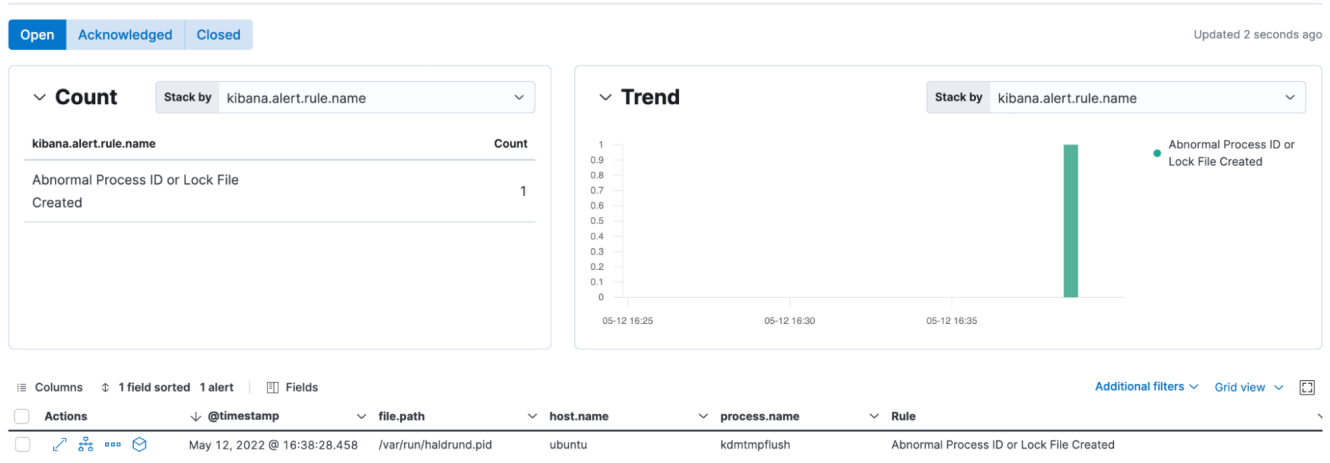 Open Acknowledged Closed Updated 2 seconds ago
Count Stack by kibana.alert.rule.name
kibana.alert.rule.name Count
Abnormal Process ID or Lock File
Created
1
Trend Stack by kibana.alert.rule.name
1
0.9
0.8
0.7
0.6
0.5
0.4
0.3
0.2
0.1
0
05-12 16:25 05-12 16:30 05-12 16:35
Abnormal Process ID or
Lock File Created
Columns 1 field sorted 1 alert Fields Additional filters Grid view
Actions @timestamp file.path host.name process.name Rule
May 12, 2022 @ 16:38:28.458 /var/run/haldrund.pid ubuntu kdmtmpflush Abnormal Process ID or Lock File Created